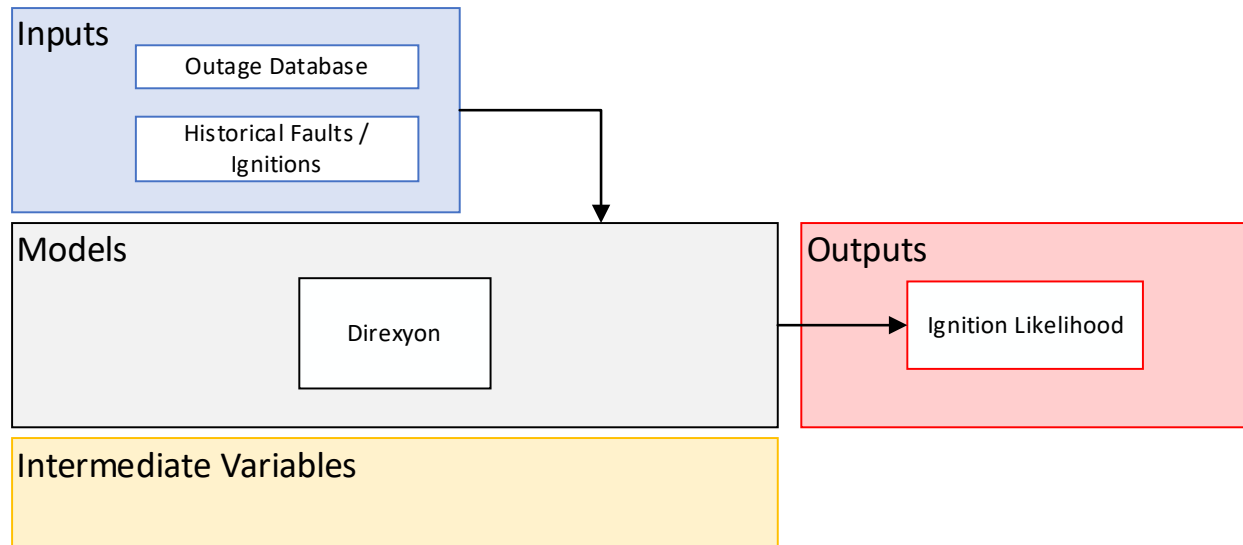 Inputs
Outage Database
Historical Faults /
Ignitions
Models
Direxyon
Outputs
Ignition Likelihood
Intermediate Variables